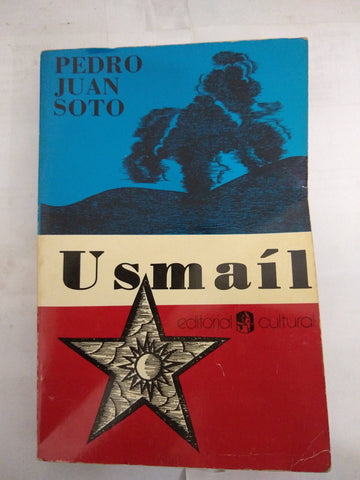 PEDRO
JUAN
SOTO
Usmaíl
editorial cultural